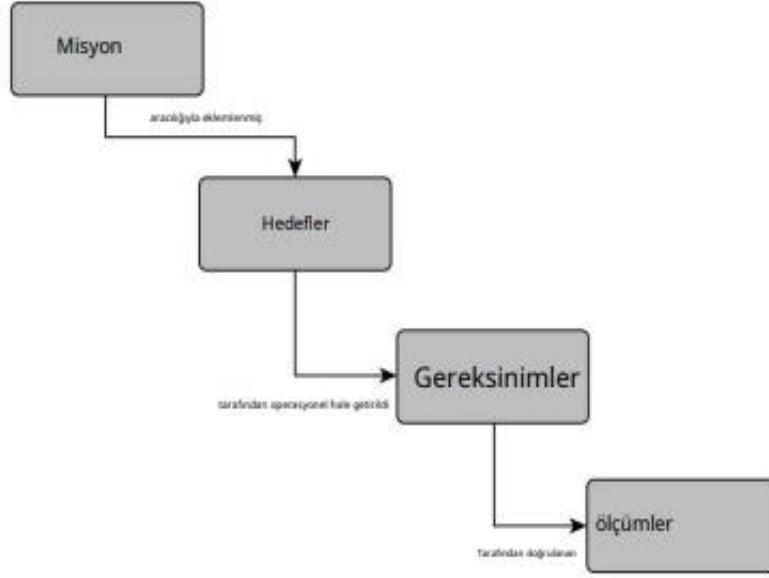 Misyon
aracılığıyla eklemlenmiş
Hedefler
Gereksinimler
tarafından operasyonel hale getirildi
ölçümler
Tarafından doğrulanan